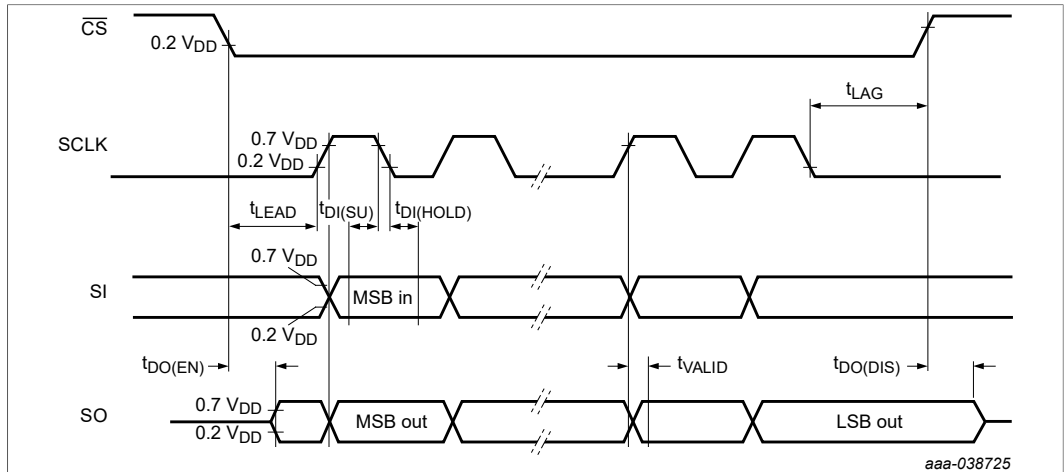 CS
0.2 VDD
tLAG
SCLK
0.7 VDD
0.2 VDD
tLEAD
tDI(SU)
tDI(HOLD)
0.7 VDD
SI
MSB in
0.2 VDD
tDO(EN)
tVALID
tDO(DIS)
SO
0.7 VDD
0.2 VDD
MSB out
LSB out
aaa-038725